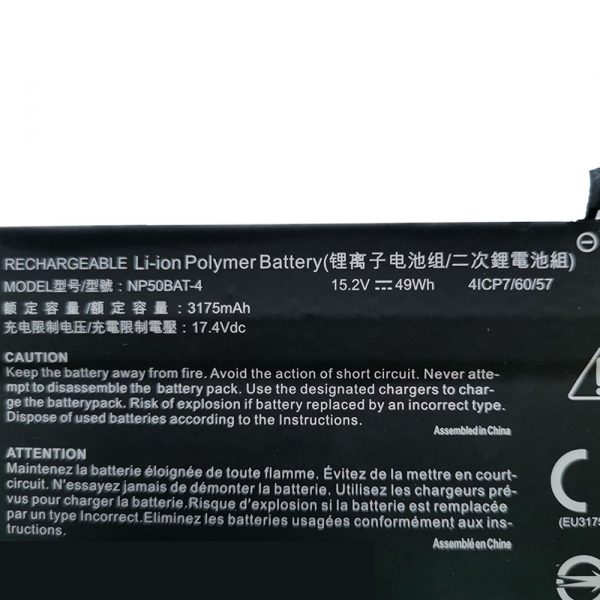 RECHARGEABLE Li-ion Polymer Battery(锂离子电池组/二次鋰電池組)
MODEL型号/型號: NP50BAT-4 15.2V⎓49Wh 4ICP7/60/57
额定容量/額定容量: 3175mAh
充电限制电压/充電限制電壓: 17.4Vdc
CAUTION
Keep the battery away from fire. Avoid the action of short circuit. Never atte-
mpt to disassemble the battery pack. Use the designated chargers to char-
ge the batterypack. Risk of explosion if battery replaced by an incorrect type.
Dispose of used batteries according to the Instructions.
Assembled in China
ATTENTION
Maintenez la batterie éloignée de toute flamme. Évitez de la mettre en court-
circuit. N'essayez jamais de démonter la batterie. Utilisez les chargeurs pré-
vus pour charger la batterie.Risque d'explosion si la batterie est remplacée
par un type Incorrect.Eliminez les batteries usagées conformément aux ins-
tructions.
Assemblé en Chine
(EU3175